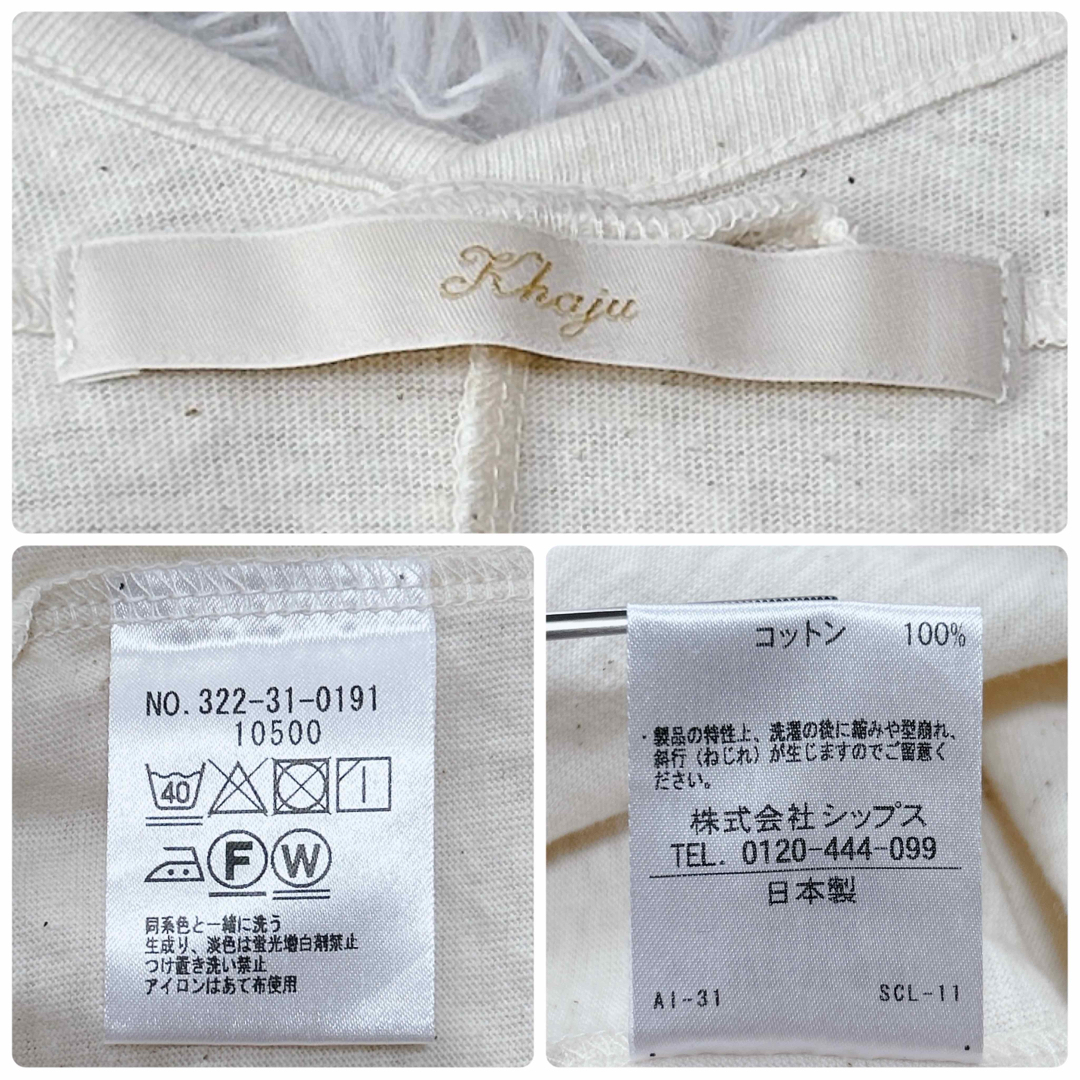 Khaju
NO. 322-31-0191
10500
40
F W
同系色と一緒に洗う
生成り、淡色は蛍光増白剤禁止
つけ置き洗い禁止
アイロンはあて布使用
コットン 100%
・製品の特性上、洗濯の後に縮みや型崩れ、
斜行(ねじれ)が生じますのでご留意く
ださい。
株式会社シップス
TEL. 0120-444-099
日本製
AI-31 SCL-11